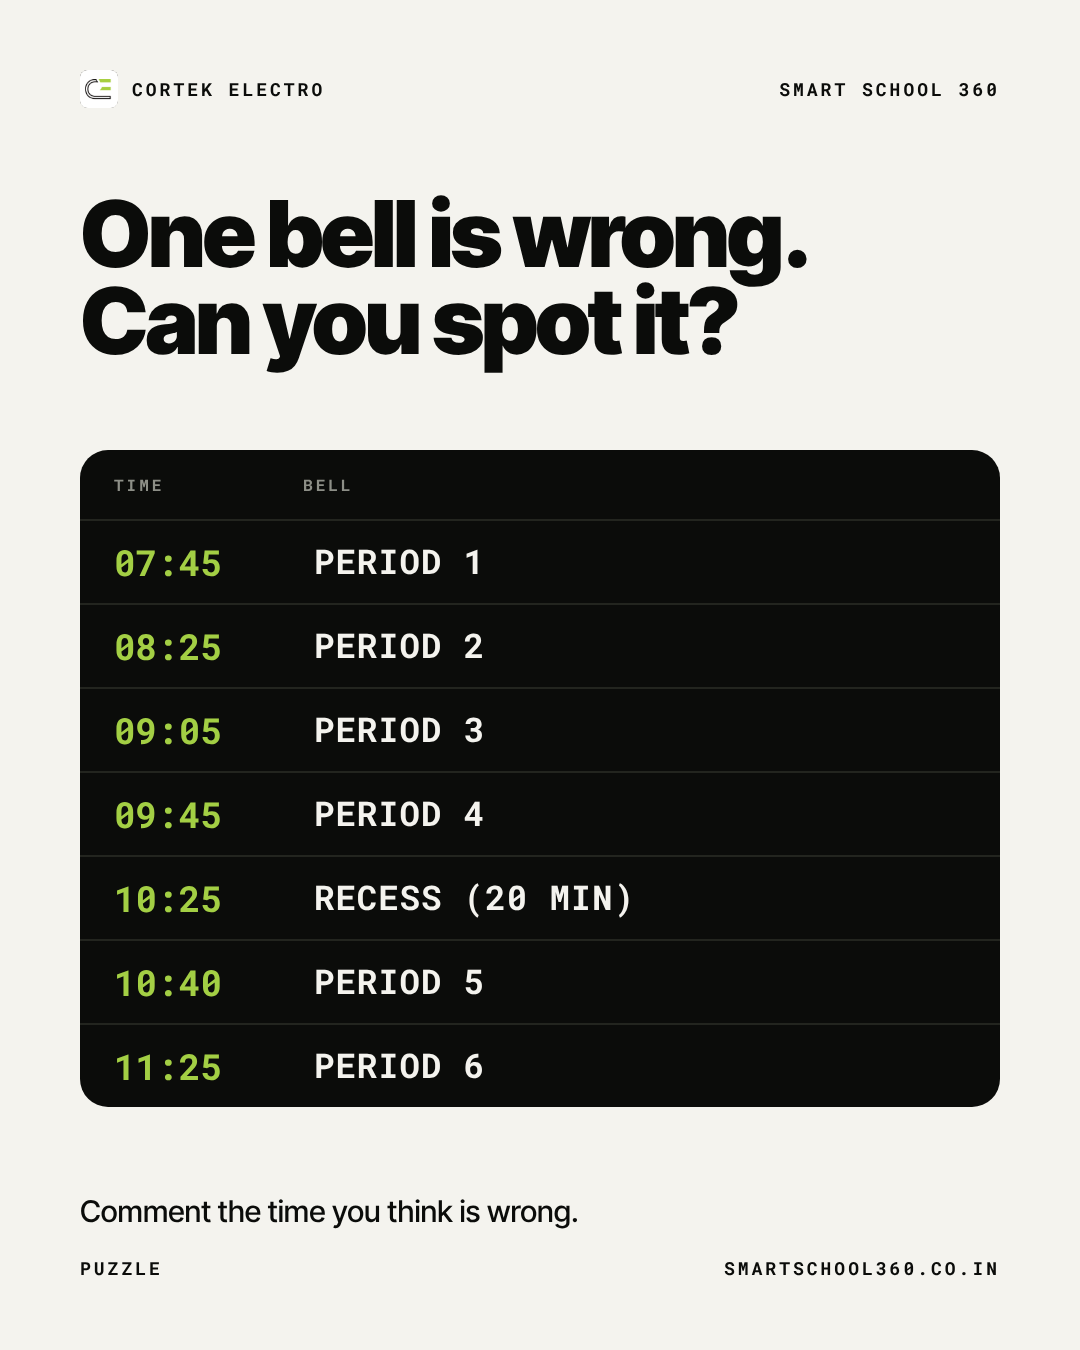 CORTEK ELECTRO
SMART SCHOOL 360
One bell is wrong.
Can you spot it?
TIME BELL
07:45 PERIOD 1
08:25 PERIOD 2
09:05 PERIOD 3
09:45 PERIOD 4
10:25 RECESS (20 MIN)
10:40 PERIOD 5
11:25 PERIOD 6
Comment the time you think is wrong.
PUZZLE
SMARTSCHOOL360.CO.IN